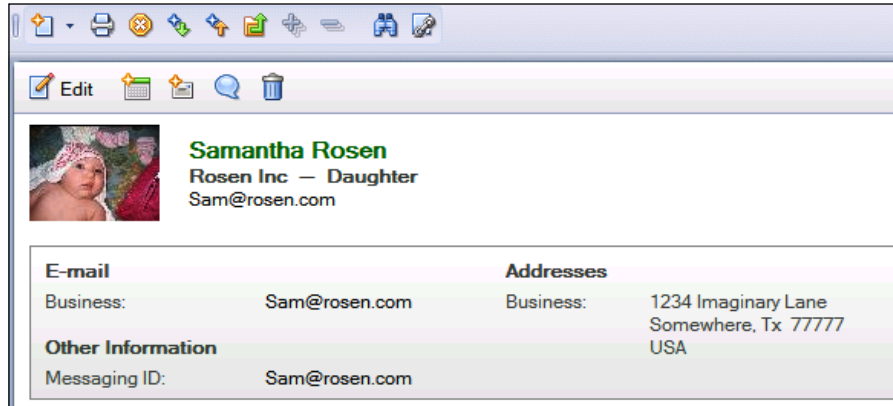 Edit
Samantha Rosen
Rosen Inc — Daughter
Sam@rosen.com
E-mail
Business: Sam@rosen.com
Other Information
Messaging ID: Sam@rosen.com
Addresses
Business: 1234 Imaginary Lane
Somewhere, Tx 77777
USA